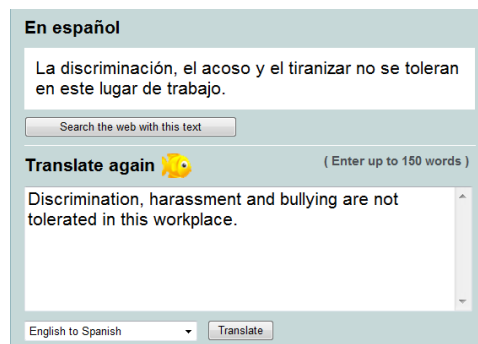 En español
La discriminación, el acoso y el tiranizar no se toleran
en este lugar de trabajo.
Search the web with this text
Translate again ( Enter up to 150 words )
Discrimination, harassment and bullying are not
tolerated in this workplace.
English to Spanish Translate